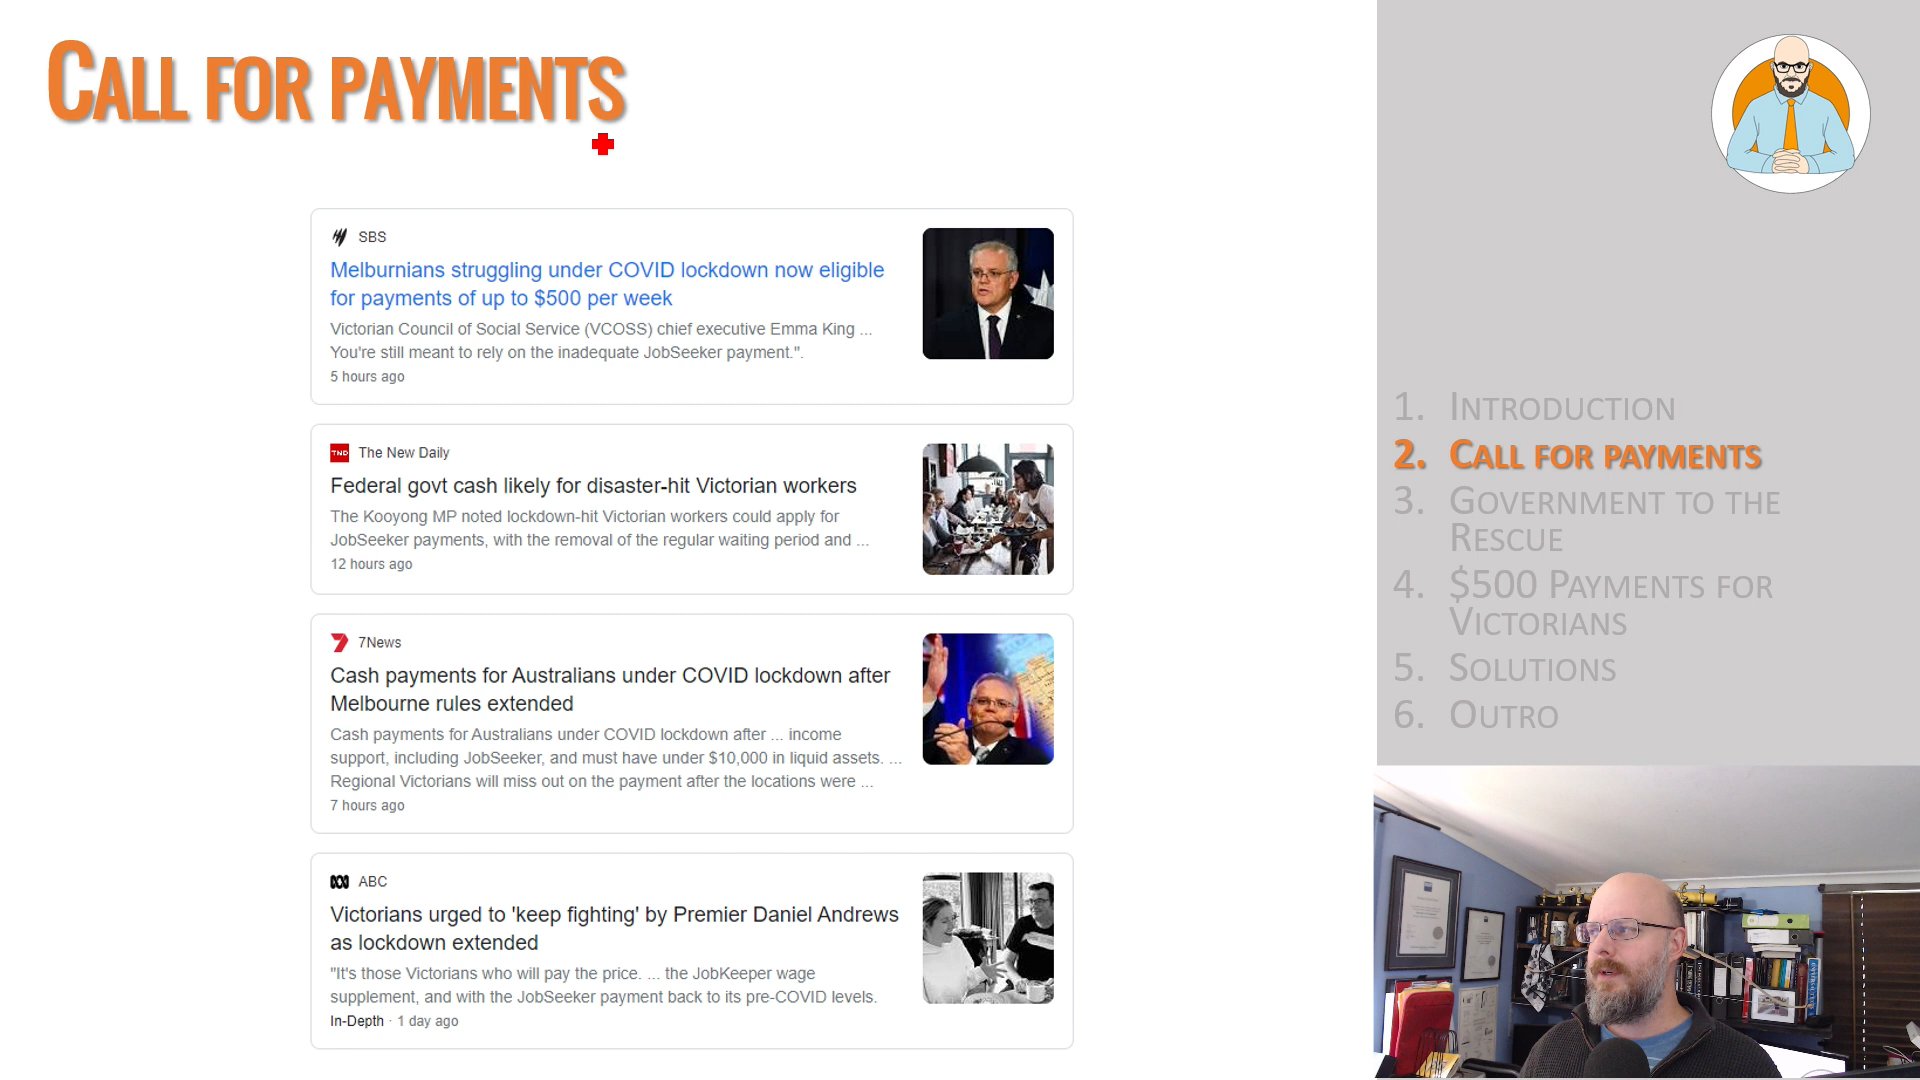 CALL FOR PAYMENTS
SBS
Melburnians struggling under COVID lockdown now eligible
for payments of up to $500 per week
Victorian Council of Social Service (VCOSS) chief executive Emma King ...
You're still meant to rely on the inadequate JobSeeker payment.".
5 hours ago
TND
The New Daily
Federal govt cash likely for disaster-hit Victorian workers
The Kooyong MP noted lockdown-hit Victorian workers could apply for
JobSeeker payments, with the removal of the regular waiting period and ...
12 hours ago
7News
Cash payments for Australians under COVID lockdown after
Melbourne rules extended
Cash payments for Australians under COVID lockdown after ... income
support, including JobSeeker, and must have under $10,000 in liquid assets. ...
Regional Victorians will miss out on the payment after the locations were ...
7 hours ago
ABC
Victorians urged to 'keep fighting' by Premier Daniel Andrews
as lockdown extended
"It's those Victorians who will pay the price. ... the JobKeeper wage
supplement, and with the JobSeeker payment back to its pre-COVID levels.
In-Depth · 1 day ago
1. INTRODUCTION
2. CALL FOR PAYMENTS
3. GOVERNMENT TO THE
RESCUE
4. $500 PAYMENTS FOR
VICTORIANS
5. SOLUTIONS
6. OUTRO